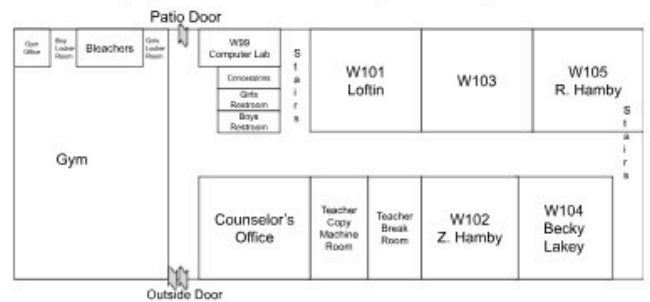 Patio Door
Gym
Office
Boy
Locker
Room
Bleachers
Girls
Locker
Room
W99
Computer Lab
Concessions
Girls
Restroom
Boys
Restroom
Stairs
W101
Loftin
W103
W105
R. Hamby
Stairs
Gym
Counselor's
Office
Teacher
Copy
Machine
Room
Teacher
Break
Room
W102
Z. Hamby
W104
Becky
Lakey
Outside Door